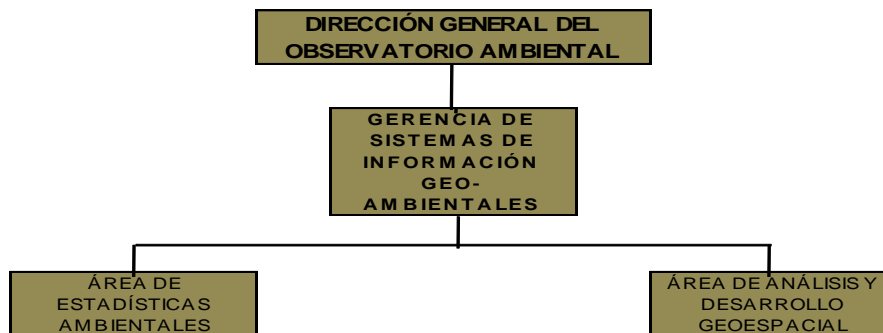 DIRECCIÓN GENERAL DEL
OBSERVATORIO AMBIENTAL
GERENCIA DE
SISTEMAS DE
INFORMACIÓN
GEO-
AMBIENTALES
ÁREA DE
ESTADÍSTICAS
AMBIENTALES
ÁREA DE ANÁLISIS Y
DESARROLLO
GEOESPACIAL